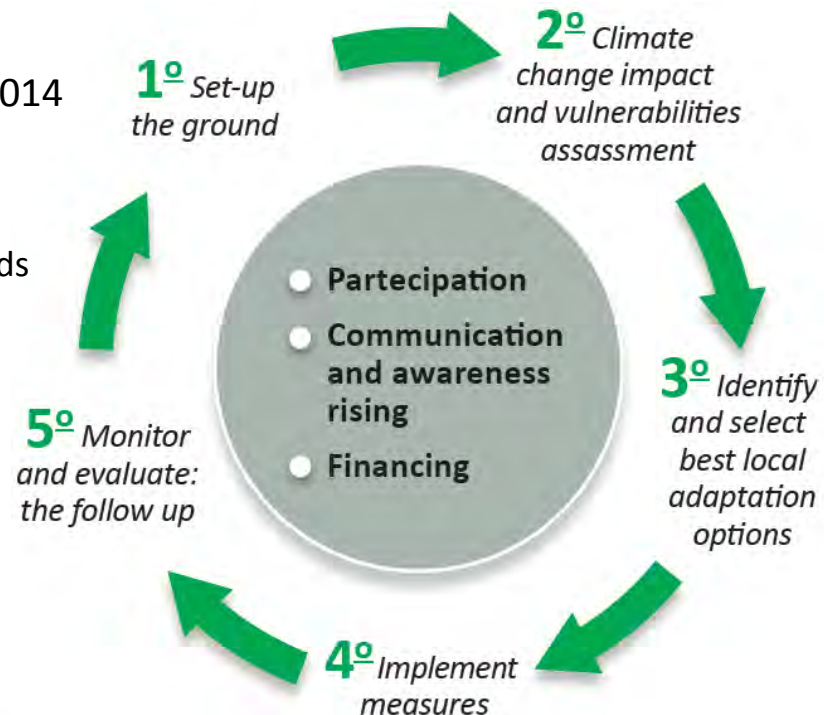 014
ds
1º Set-up
the ground
2º Climate
change impact
and vulnerabilities
assassment
3º Identify
and select
best local
adaptation
options
4º Implement
measures
5º Monitor
and evaluate:
the follow up
Partecipation
Communication
and awareness
rising
Financing